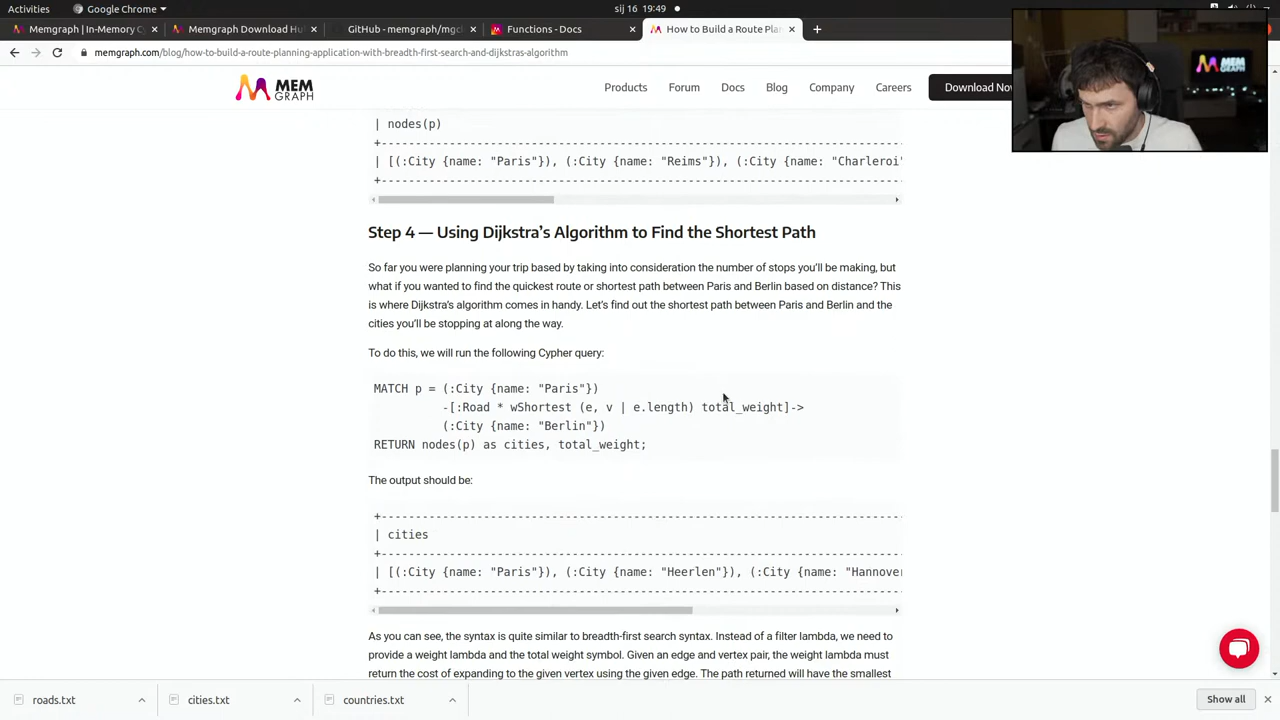 Activities
Google Chrome
sij 16 19:49
Memgraph | In-Memory Cy
Memgraph Download Hub
GitHub - memgraph/mgcl
Functions - Docs
How to Build a Route Plan
memgraph.com/blog/how-to-build-a-route-planning-application-with-breadth-first-search-and-dijkstras-algorithm
MEM
GRAPH
Products
Forum
Docs
Blog
Company
Careers
Download Now
MEM
GRAPH
| nodes(p)
+-----------------------------------------------------------------------------
| [(:City {name: "Paris"}), (:City {name: "Reims"}), (:City {name: "Charleroi"
+-----------------------------------------------------------------------------
Step 4 — Using Dijkstra’s Algorithm to Find the Shortest Path
So far you were planning your trip based by taking into consideration the number of stops you’ll be making, but
what if you wanted to find the quickest route or shortest path between Paris and Berlin based on distance? This
is where Dijkstra’s algorithm comes in handy. Let’s find out the shortest path between Paris and Berlin and the
cities you’ll be stopping at along the way.
To do this, we will run the following Cypher query:
MATCH p = (:City {name: "Paris"})
-[:Road * wShortest (e, v | e.length) total_weight]->
(:City {name: "Berlin"})
RETURN nodes(p) as cities, total_weight;
The output should be:
+-----------------------------------------------------------------------------
| cities
+-----------------------------------------------------------------------------
| [(:City {name: "Paris"}), (:City {name: "Heerlen"}), (:City {name: "Hannover
+-----------------------------------------------------------------------------
As you can see, the syntax is quite similar to breadth-first search syntax. Instead of a filter lambda, we need to
provide a weight lambda and the total weight symbol. Given an edge and vertex pair, the weight lambda must
return the cost of expanding to the given vertex using the given edge. The path returned will have the smallest
roads.txt
cities.txt
countries.txt
Show all